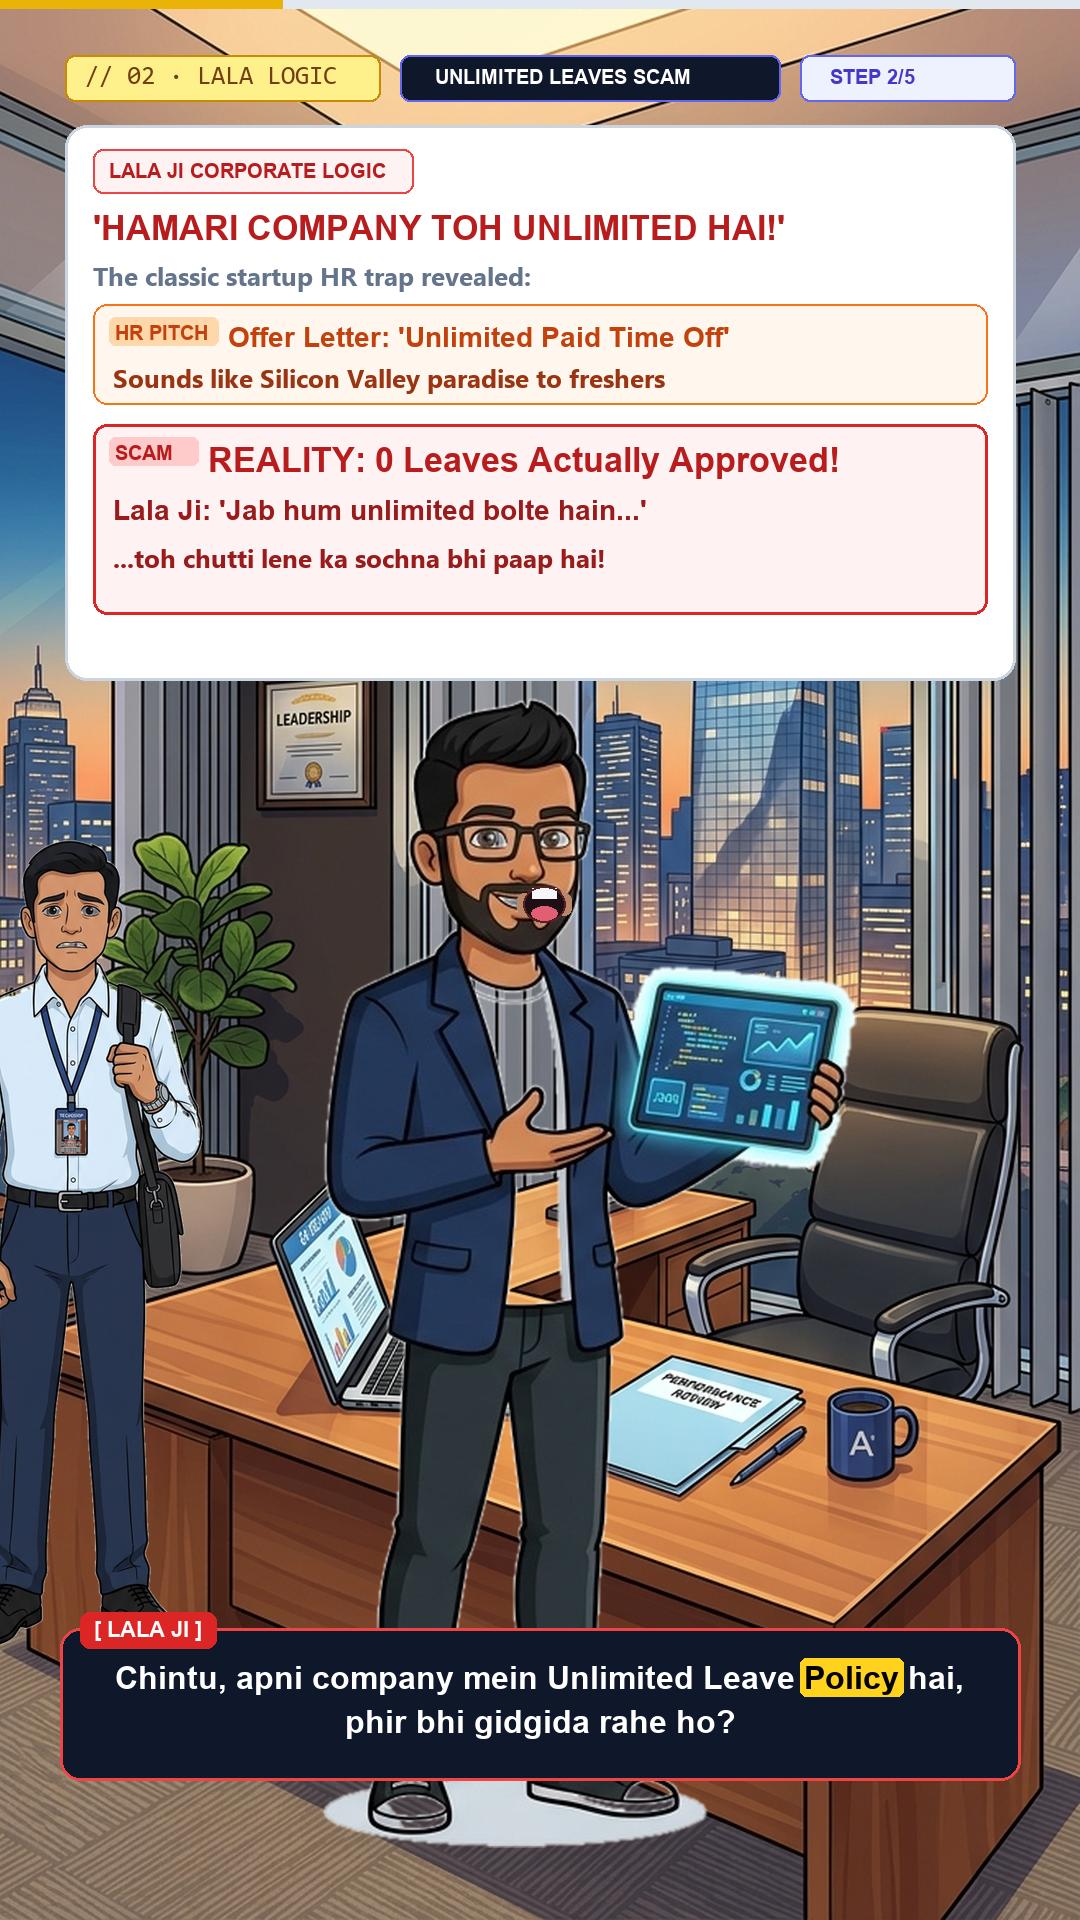 // 02 · LALA LOGIC
UNLIMITED LEAVES SCAM
STEP 2/5
LALA JI CORPORATE LOGIC
'HAMARI COMPANY TOH UNLIMITED HAI!'
The classic startup HR trap revealed:
HR PITCH Offer Letter: 'Unlimited Paid Time Off'
Sounds like Silicon Valley paradise to freshers
SCAM REALITY: 0 Leaves Actually Approved!
Lala Ji: 'Jab hum unlimited bolte hain...'
...toh chutti lene ka sochna bhi paap hai!
LEADERSHIP
PERFORMANCE
REVIEW
A
[ LALA JI ]
Chintu, apni company mein Unlimited Leave Policy hai,
phir bhi gidgida rahe ho?